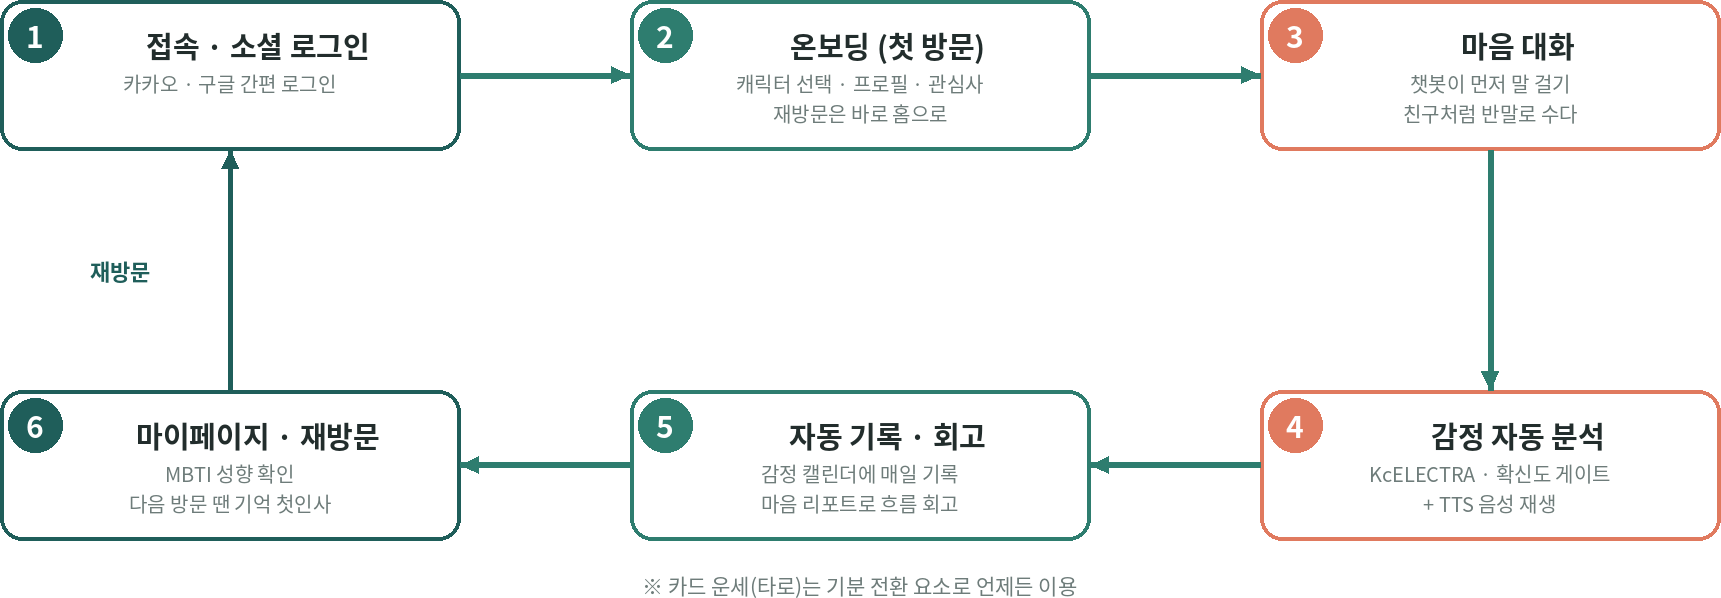 1
접속 · 소셜 로그인
카카오 · 구글 간편 로그인
2
온보딩 (첫 방문)
캐릭터 선택 · 프로필 · 관심사
재방문은 바로 홈으로
3
마음 대화
챗봇이 먼저 말 걸기
친구처럼 반말로 수다
재방문
4
감정 자동 분석
KcELECTRA · 확신도 게이트
+ TTS 음성 재생
5
자동 기록 · 회고
감정 캘린더에 매일 기록
마음 리포트로 흐름 회고
6
마이페이지 · 재방문
MBTI 성향 확인
다음 방문 땐 기억 첫인사
※ 카드 운세(타로)는 기분 전환 요소로 언제든 이용